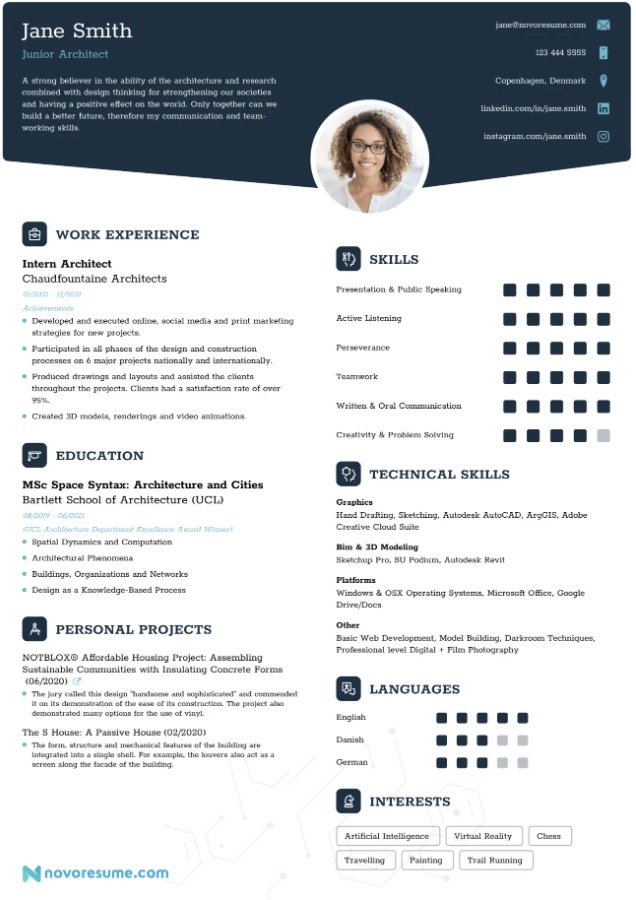 Jane Smith
Junior Architect
A strong believer in the ability of the architecture and research
combined with design thinking for strengthening our societies
and having a positive effect on the world. Only together can we
build a better future, therefore my communication and team-
working skills.
jane@novoresume.com
123 444 5555
Copenhagen, Denmark
linkedin.com/in/jane.smith
instagram.com/jane.smith
WORK EXPERIENCE
Intern Architect
Chaudfountaine Architects
01/2021 - 12/2021
Achievements
Developed and executed online, social media and print marketing
strategies for new projects.
Participated in all phases of the design and construction
processes on 6 major projects nationally and internationally.
Produced drawings and layouts and assisted the clients
throughout the projects. Clients had a satisfaction rate of over
95%.
Created 3D models, renderings and video animations.
EDUCATION
MSc Space Syntax: Architecture and Cities
Bartlett School of Architecture (UCL)
08/2019 - 06/2021
(UCL Architecture Department Excellence Award Winner)
Spatial Dynamics and Computation
Architectural Phenomena
Buildings, Organizations and Networks
Design as a Knowledge-Based Process
PERSONAL PROJECTS
NOTBLOX® Affordable Housing Project: Assembling
Sustainable Communities with Insulating Concrete Forms
(06/2020)
The jury called this design "handsome and sophisticated" and commended
it on its demonstration of the ease of its construction. The project also
demonstrated many options for the use of vinyl.
The S House: A Passive House (02/2020)
The form, structure and mechanical features of the building are
integrated into a single shell. For example, the louvers also act as a
screen along the facade of the building.
SKILLS
Presentation & Public Speaking
Active Listening
Perseverance
Teamwork
Written & Oral Communication
Creativity & Problem Solving
TECHNICAL SKILLS
Graphics
Hand Drafting, Sketching, Autodesk AutoCAD, ArgGIS, Adobe
Creative Cloud Suite
Bim & 3D Modeling
Sketchup Pro, SU Podium, Autodesk Revit
Platforms
Windows & OSX Operating Systems, Microsoft Office, Google
Drive/Docs
Other
Basic Web Development, Model Building, Darkroom Techniques,
Professional level Digital + Film Photography
LANGUAGES
English
Danish
German
INTERESTS
Artificial Intelligence
Virtual Reality
Chess
Travelling
Painting
Trail Running
novoresume.com